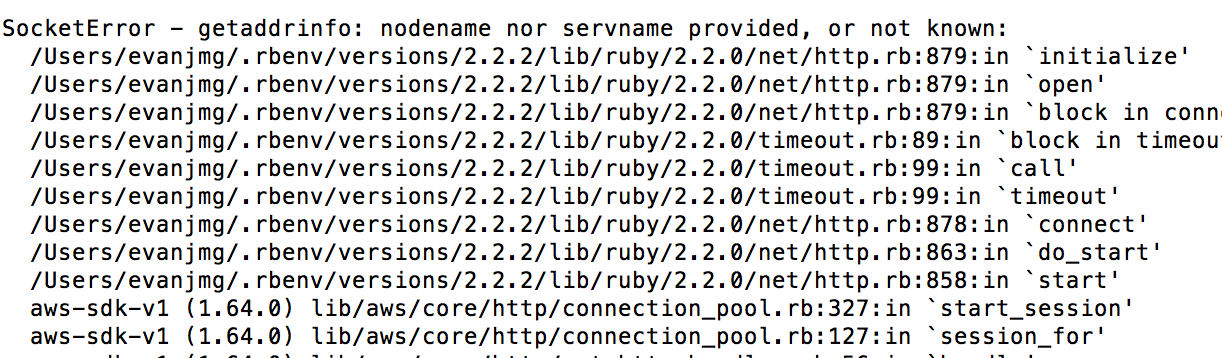 SocketError - getaddrinfo: nodename nor servname provided, or not known:
/Users/evanjmg/.rbenv/versions/2.2.2/lib/ruby/2.2.0/net/http.rb:879:in `initialize'
/Users/evanjmg/.rbenv/versions/2.2.2/lib/ruby/2.2.0/net/http.rb:879:in `open'
/Users/evanjmg/.rbenv/versions/2.2.2/lib/ruby/2.2.0/net/http.rb:879:in `block in conn
/Users/evanjmg/.rbenv/versions/2.2.2/lib/ruby/2.2.0/timeout.rb:89:in `block in timeou
/Users/evanjmg/.rbenv/versions/2.2.2/lib/ruby/2.2.0/timeout.rb:99:in `call'
/Users/evanjmg/.rbenv/versions/2.2.2/lib/ruby/2.2.0/timeout.rb:99:in `timeout'
/Users/evanjmg/.rbenv/versions/2.2.2/lib/ruby/2.2.0/net/http.rb:878:in `connect'
/Users/evanjmg/.rbenv/versions/2.2.2/lib/ruby/2.2.0/net/http.rb:863:in `do_start'
/Users/evanjmg/.rbenv/versions/2.2.2/lib/ruby/2.2.0/net/http.rb:858:in `start'
aws-sdk-v1 (1.64.0) lib/aws/core/http/connection_pool.rb:327:in `start_session'
aws-sdk-v1 (1.64.0) lib/aws/core/http/connection_pool.rb:127:in `session_for'